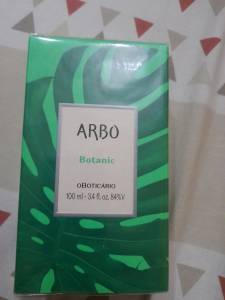 ARBO
Botanic
oBOTICÁRIO
100 ml - 3.4 fl. oz. 84%V